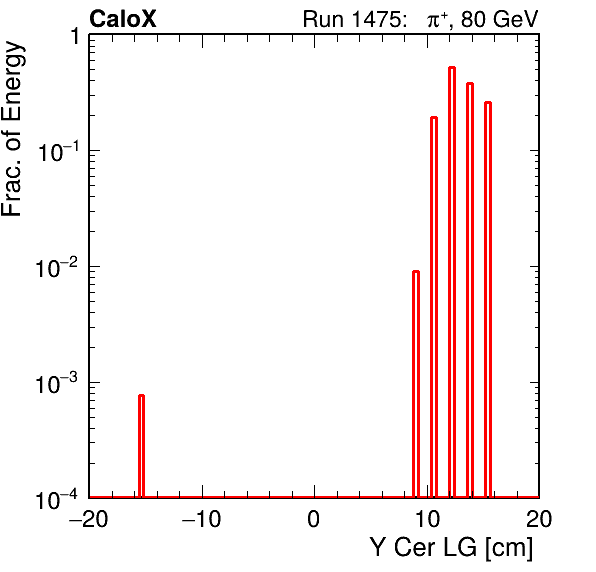 CaloX Run 1475: π⁺, 80 GeV
Frac. of Energy
1
10⁻¹
10⁻²
10⁻³
10⁻⁴
−20 −10 0 10 20
Y Cer LG [cm]